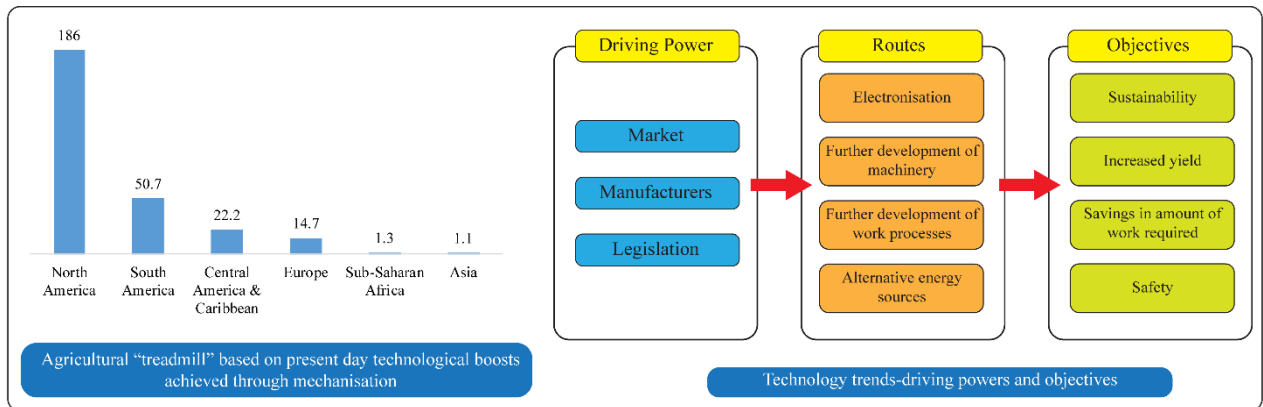 186
50.7
22.2
14.7
1.3
1.1
North
America
South
America
Central
America &
Caribbean
Europe
Sub-Saharan
Africa
Asia
Agricultural “treadmill” based on present day technological boosts
achieved through mechanisation
Driving Power
Market
Manufacturers
Legislation
Routes
Electronisation
Further development of
machinery
Further development of
work processes
Alternative energy
sources
Objectives
Sustainability
Increased yield
Savings in amount of
work required
Safety
Technology trends-driving powers and objectives